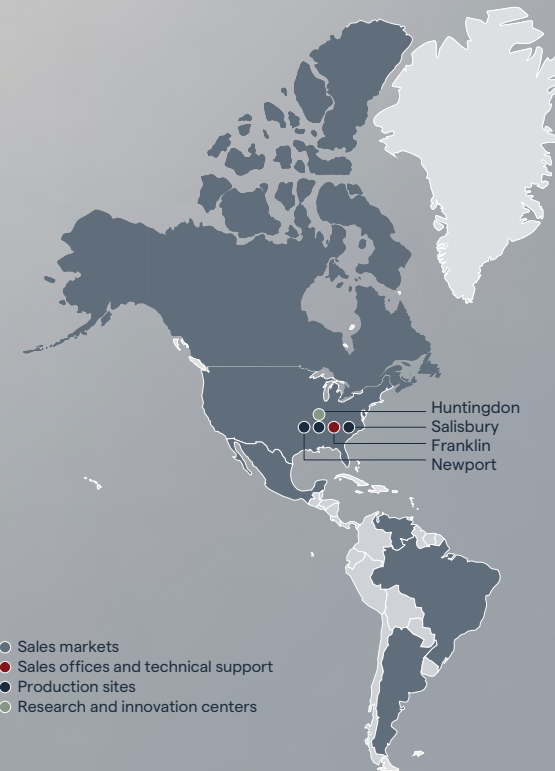 Huntingdon
Salisbury
Franklin
Newport
Sales markets
Sales offices and technical support
Production sites
Research and innovation centers